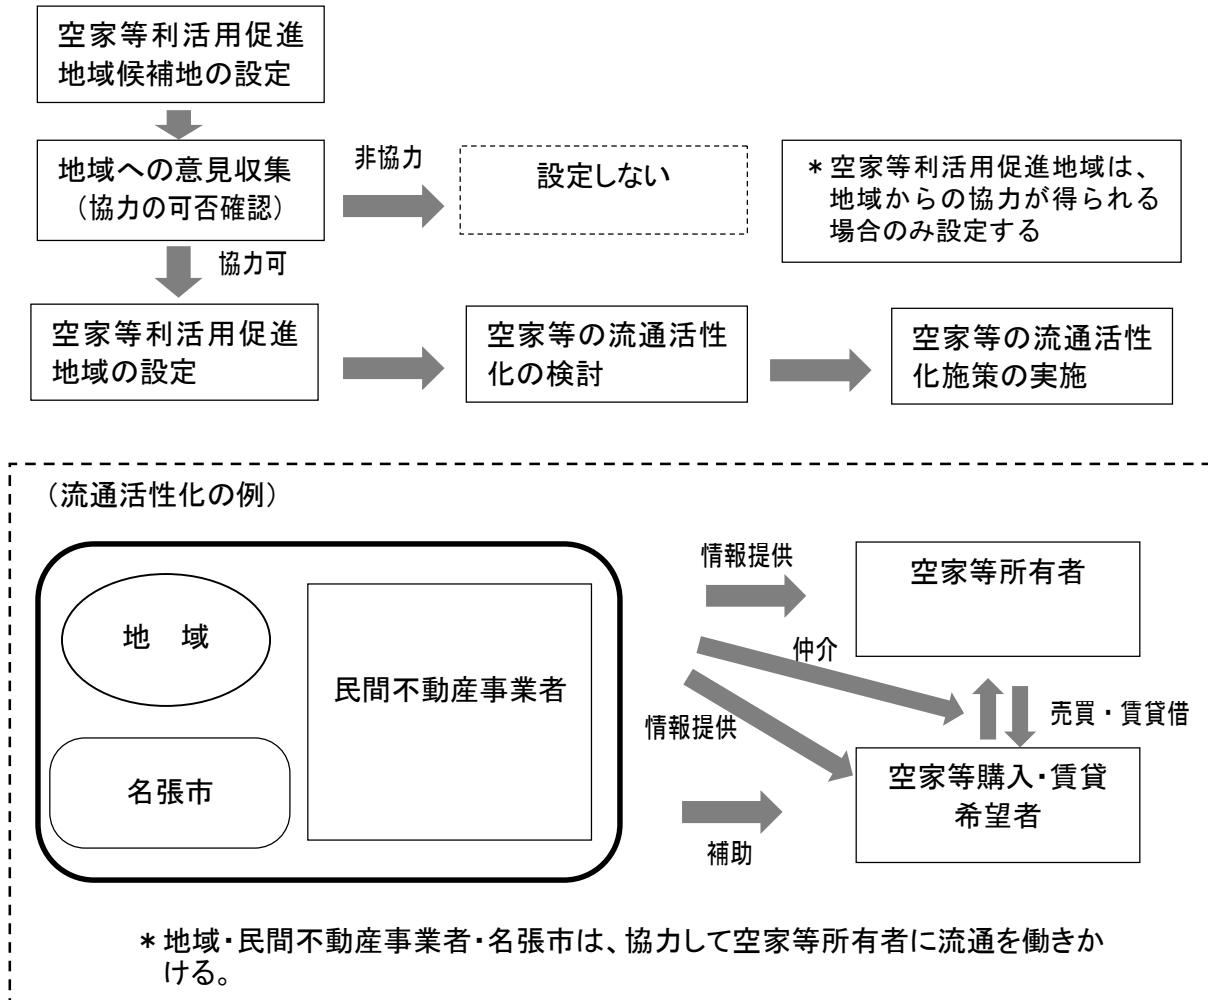 空家等利活用促進
地域候補地の設定
地域への意見収集
（協力の可否確認）
非協力
設定しない
＊空家等利活用促進地域は、
地域からの協力が得られる
場合のみ設定する
協力可
空家等利活用促進
地域の設定
空家等の流通活性
化の検討
空家等の流通活性
化施策の実施
（流通活性化の例）
地　域
名張市
民間不動産事業者
情報提供
空家等所有者
仲介
売買・賃貸借
情報提供
空家等購入・賃貸
希望者
補助
＊地域・民間不動産事業者・名張市は、協力して空家等所有者に流通を働きか
ける。